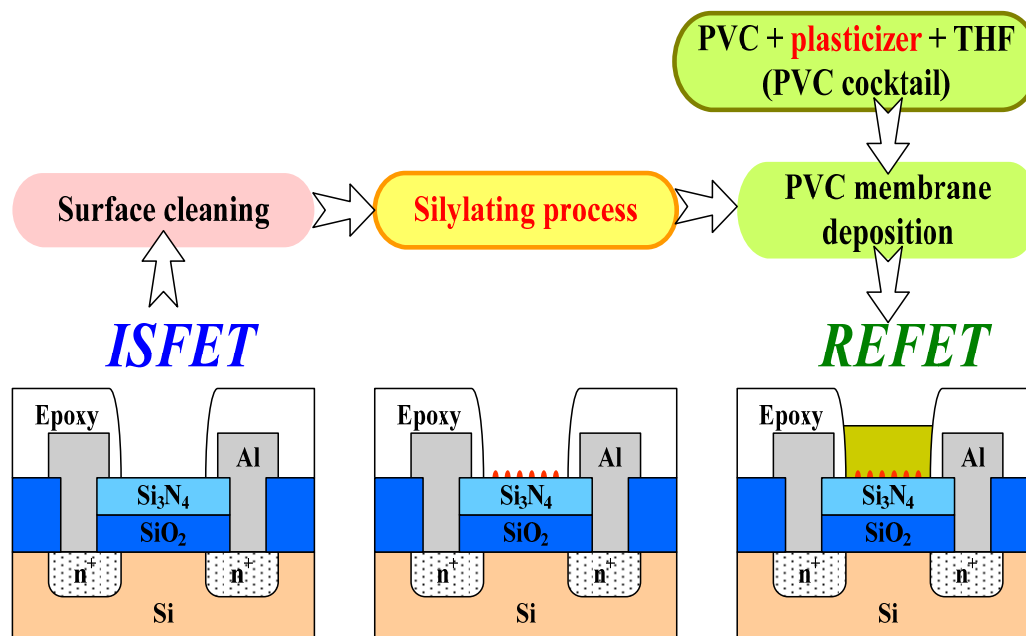 PVC + plasticizer + THF
(PVC cocktail)
Surface cleaning
Silylating process
PVC membrane
deposition
ISFET
REFET
Epoxy
Al
Si₃N₄
SiO₂
n⁺
n⁺
Si
Epoxy
Al
Si₃N₄
SiO₂
n⁺
n⁺
Si
Epoxy
Al
Si₃N₄
SiO₂
n⁺
n⁺
Si